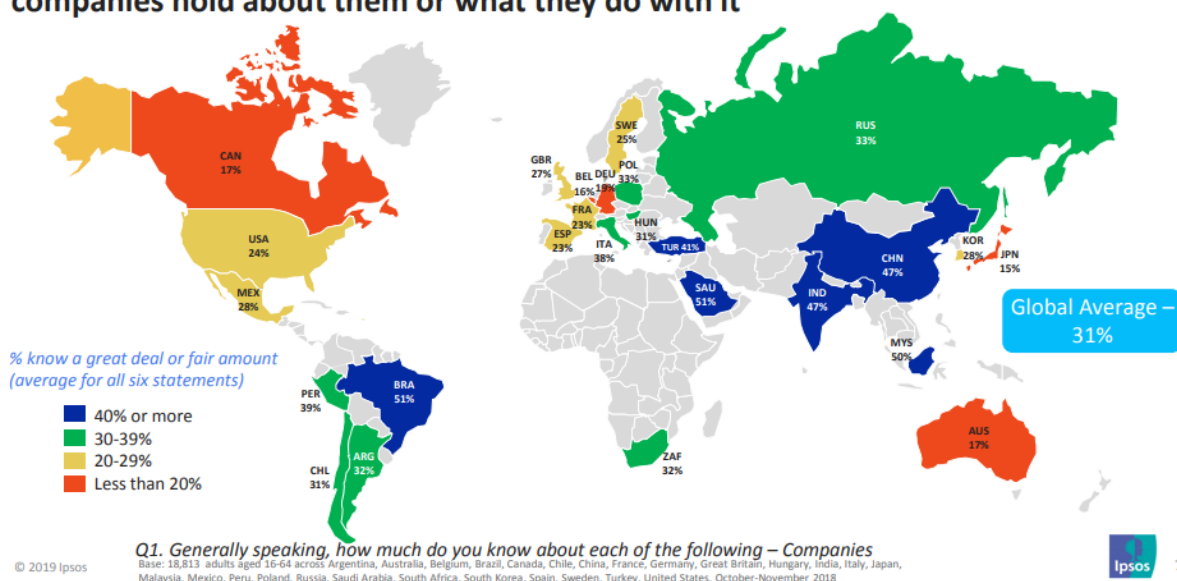 companies hold about them or what they do with it
CAN
17%
USA
24%
MEX
28%
SWE
25%
GBR
27%
POL
33%
BEL
16%
DEU
19%
FRA
23%
HUN
31%
ESP
23%
ITA
38%
TUR 41%
RUS
33%
KOR
28%
JPN
15%
CHN
47%
SAU
51%
IND
47%
MYS
50%
Global Average –
31%
% know a great deal or fair amount
(average for all six statements)
40% or more
30-39%
20-29%
Less than 20%
PER
39%
BRA
51%
CHL
31%
ARG
32%
ZAF
32%
AUS
17%
Q1. Generally speaking, how much do you know about each of the following – Companies
© 2019 Ipsos
Base: 18,813 adults aged 16-64 across Argentina, Australia, Belgium, Brazil, Canada, Chile, China, France, Germany, Great Britain, Hungary, India, Italy, Japan,
Malaysia, Mexico, Peru, Poland, Russia, Saudi Arabia, South Africa, South Korea, Spain, Sweden, Turkey, United States, October-November 2018
Ipsos